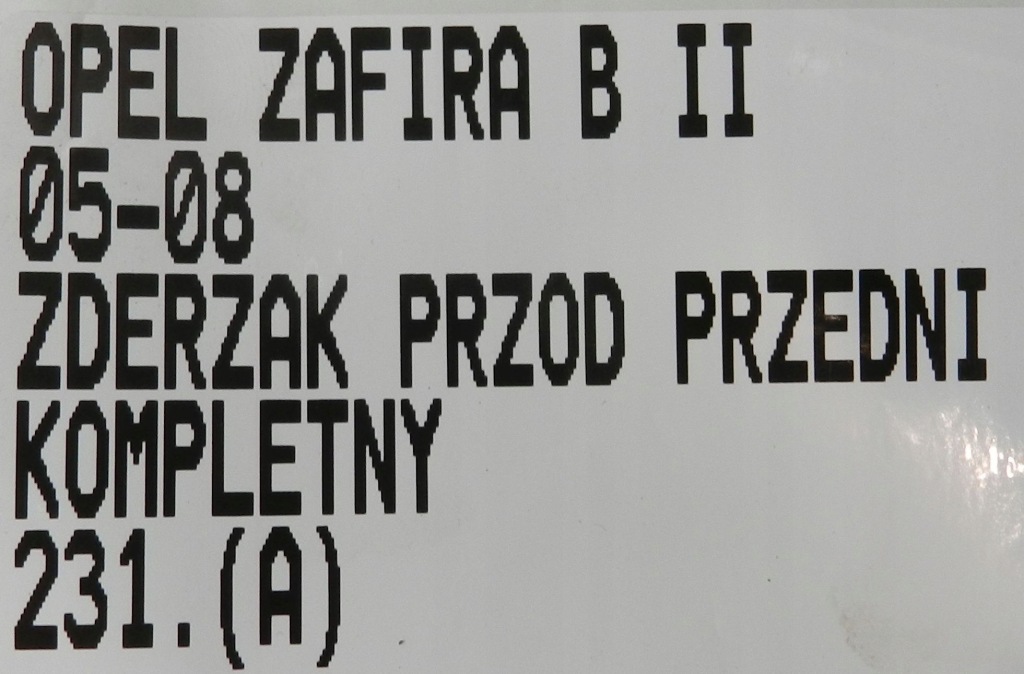 OPEL ZAFIRA B II
05-08
ZDERZAK PRZOD PRZEDNI
KOMPLETNY
231.(A)